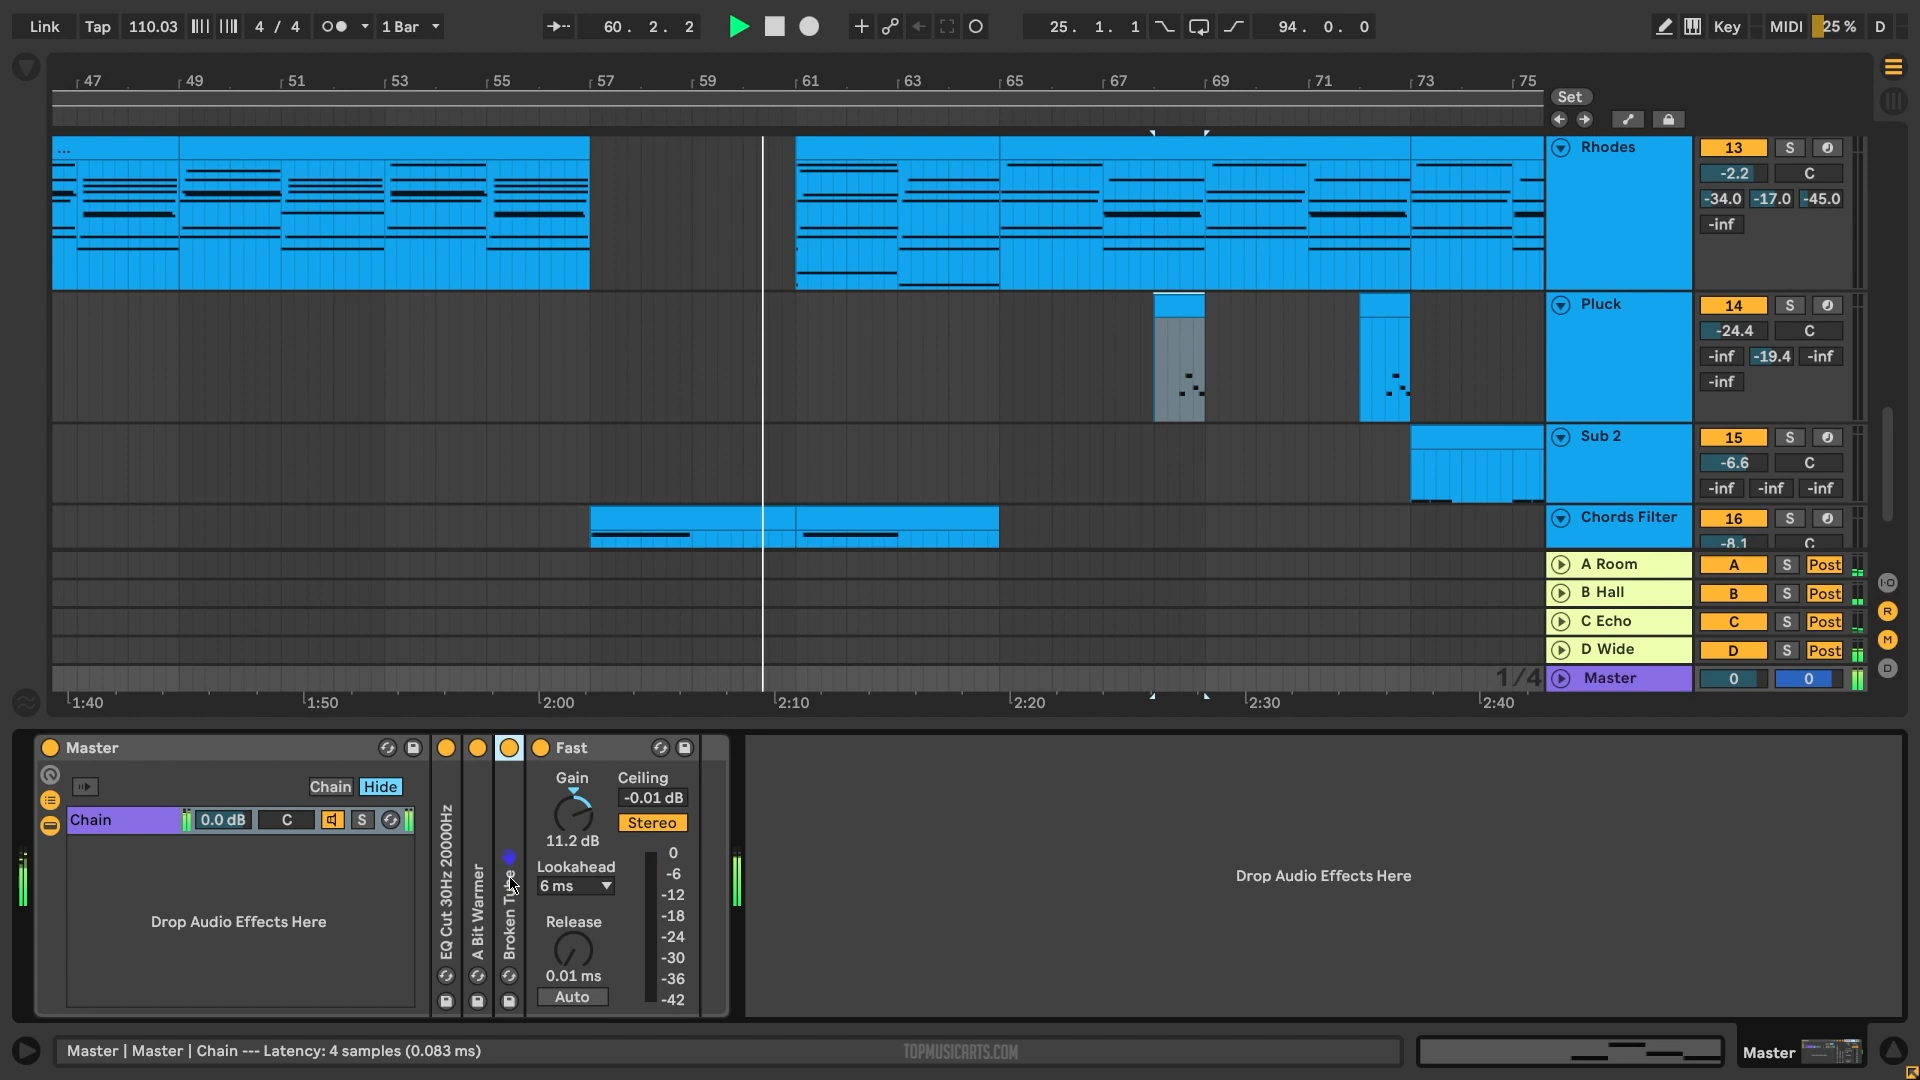 Link Tap 110.03 4 / 4 1 Bar 60. 2. 2 25. 1. 1 94. 0. 0 Key MIDI 25 % D
47 49 51 53 55 57 59 61 63 65 67 69 71 73 75
Set
...
Rhodes 13 S
-2.2 C
-34.0 -17.0 -45.0
-inf
Pluck 14 S
-24.4 C
-inf -19.4 -inf
-inf
Sub 2 15 S
-6.6 C
-inf -inf -inf
Chords Filter 16 S
-8.1 C
A Room A S Post
B Hall B S Post
C Echo C S Post
D Wide D S Post
I·O
R
M
D
1/4 Master 0 0
1:40 1:50 2:00 2:10 2:20 2:30 2:40
Master
Chain Hide
Chain 0.0 dB C S
Drop Audio Effects Here
EQ Cut 30Hz 20000Hz
A Bit Warmer
Broken Tube
Fast
Gain Ceiling
-0.01 dB
Stereo
11.2 dB
Lookahead
6 ms
Release
0.01 ms
Auto
0
-6
-12
-18
-24
-30
-36
-42
Drop Audio Effects Here
Master | Master | Chain --- Latency: 4 samples (0.083 ms)
TOPMUSICARTS.COM
Master